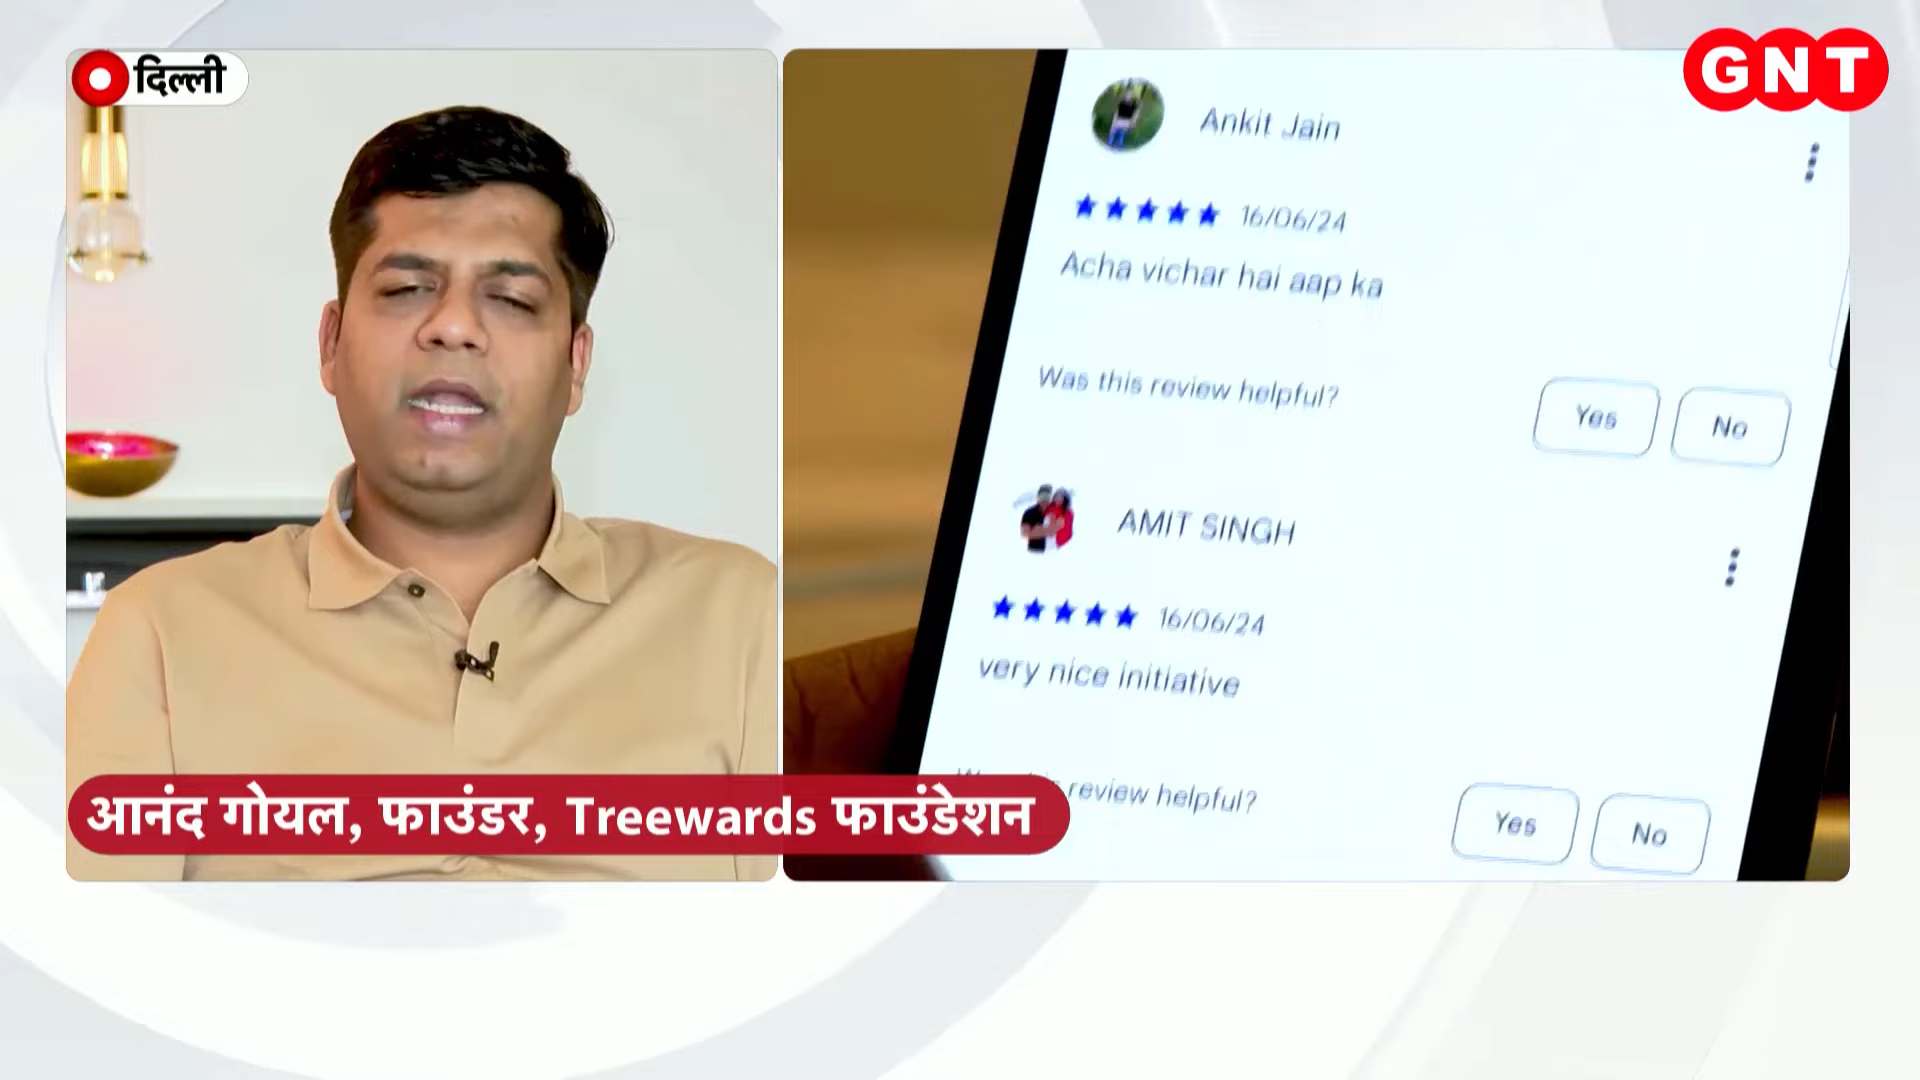 दिल्ली
GNT
Ankit Jain
16/06/24
Acha vichar hai aap ka
Was this review helpful?
Yes
No
AMIT SINGH
16/06/24
very nice initiative
review helpful?
Yes
No
आनंद गोयल, फाउंडर, Treewards फाउंडेशन